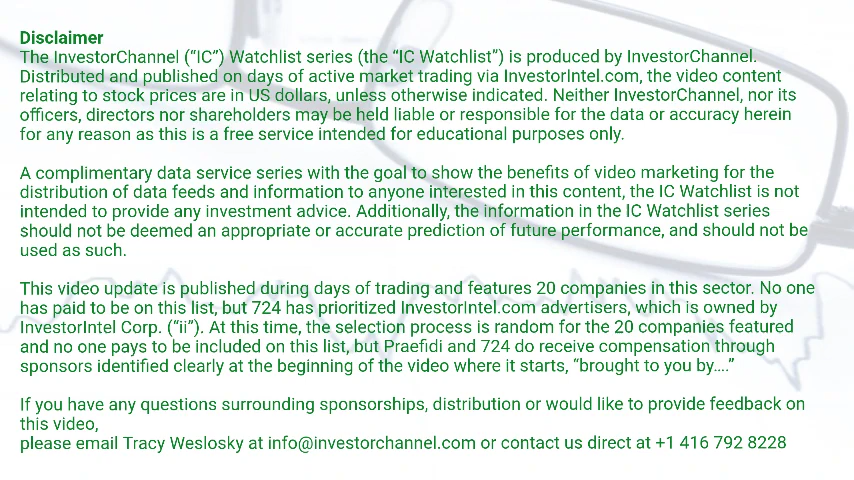 Disclaimer
The InvestorChannel (“IC”) Watchlist series (the “IC Watchlist”) is produced by InvestorChannel.
Distributed and published on days of active market trading via InvestorIntel.com, the video content
relating to stock prices are in US dollars, unless otherwise indicated. Neither InvestorChannel, nor its
officers, directors nor shareholders may be held liable or responsible for the data or accuracy herein
for any reason as this is a free service intended for educational purposes only.
A complimentary data service series with the goal to show the benefits of video marketing for the
distribution of data feeds and information to anyone interested in this content, the IC Watchlist is not
intended to provide any investment advice. Additionally, the information in the IC Watchlist series
should not be deemed an appropriate or accurate prediction of future performance, and should not be
used as such.
This video update is published during days of trading and features 20 companies in this sector. No one
has paid to be on this list, but 724 has prioritized InvestorIntel.com advertisers, which is owned by
InvestorIntel Corp. (“ii”). At this time, the selection process is random for the 20 companies featured
and no one pays to be included on this list, but Praefidi and 724 do receive compensation through
sponsors identified clearly at the beginning of the video where it starts, “brought to you by....”
If you have any questions surrounding sponsorships, distribution or would like to provide feedback on
this video,
please email Tracy Weslosky at info@investorchannel.com or contact us direct at +1 416 792 8228